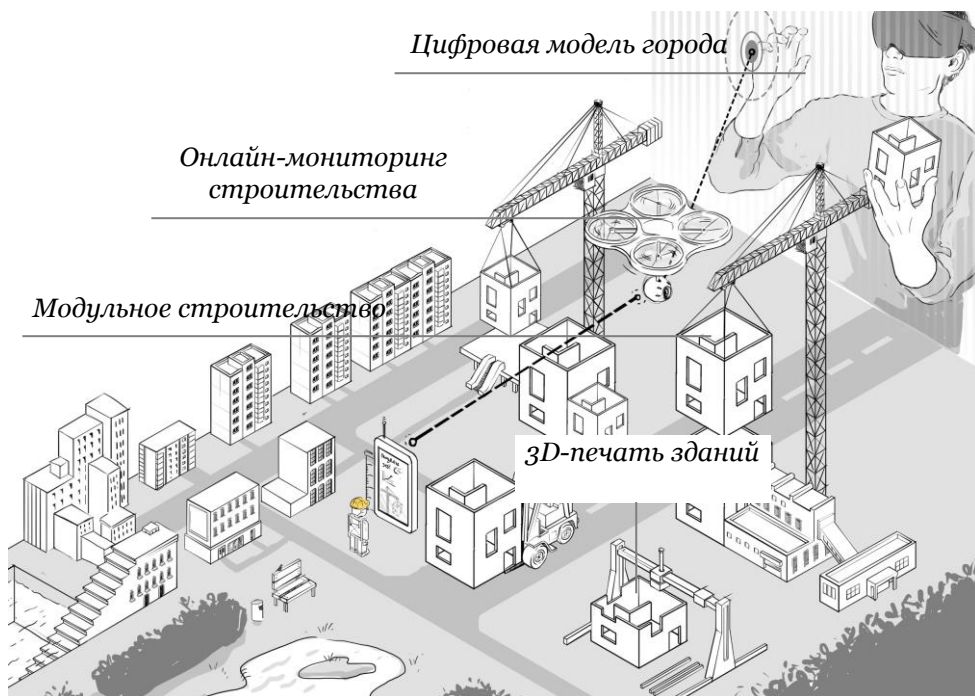 Цифровая модель города
Онлайн-мониторинг
строительства
Модульное строительство
3D-печать зданий